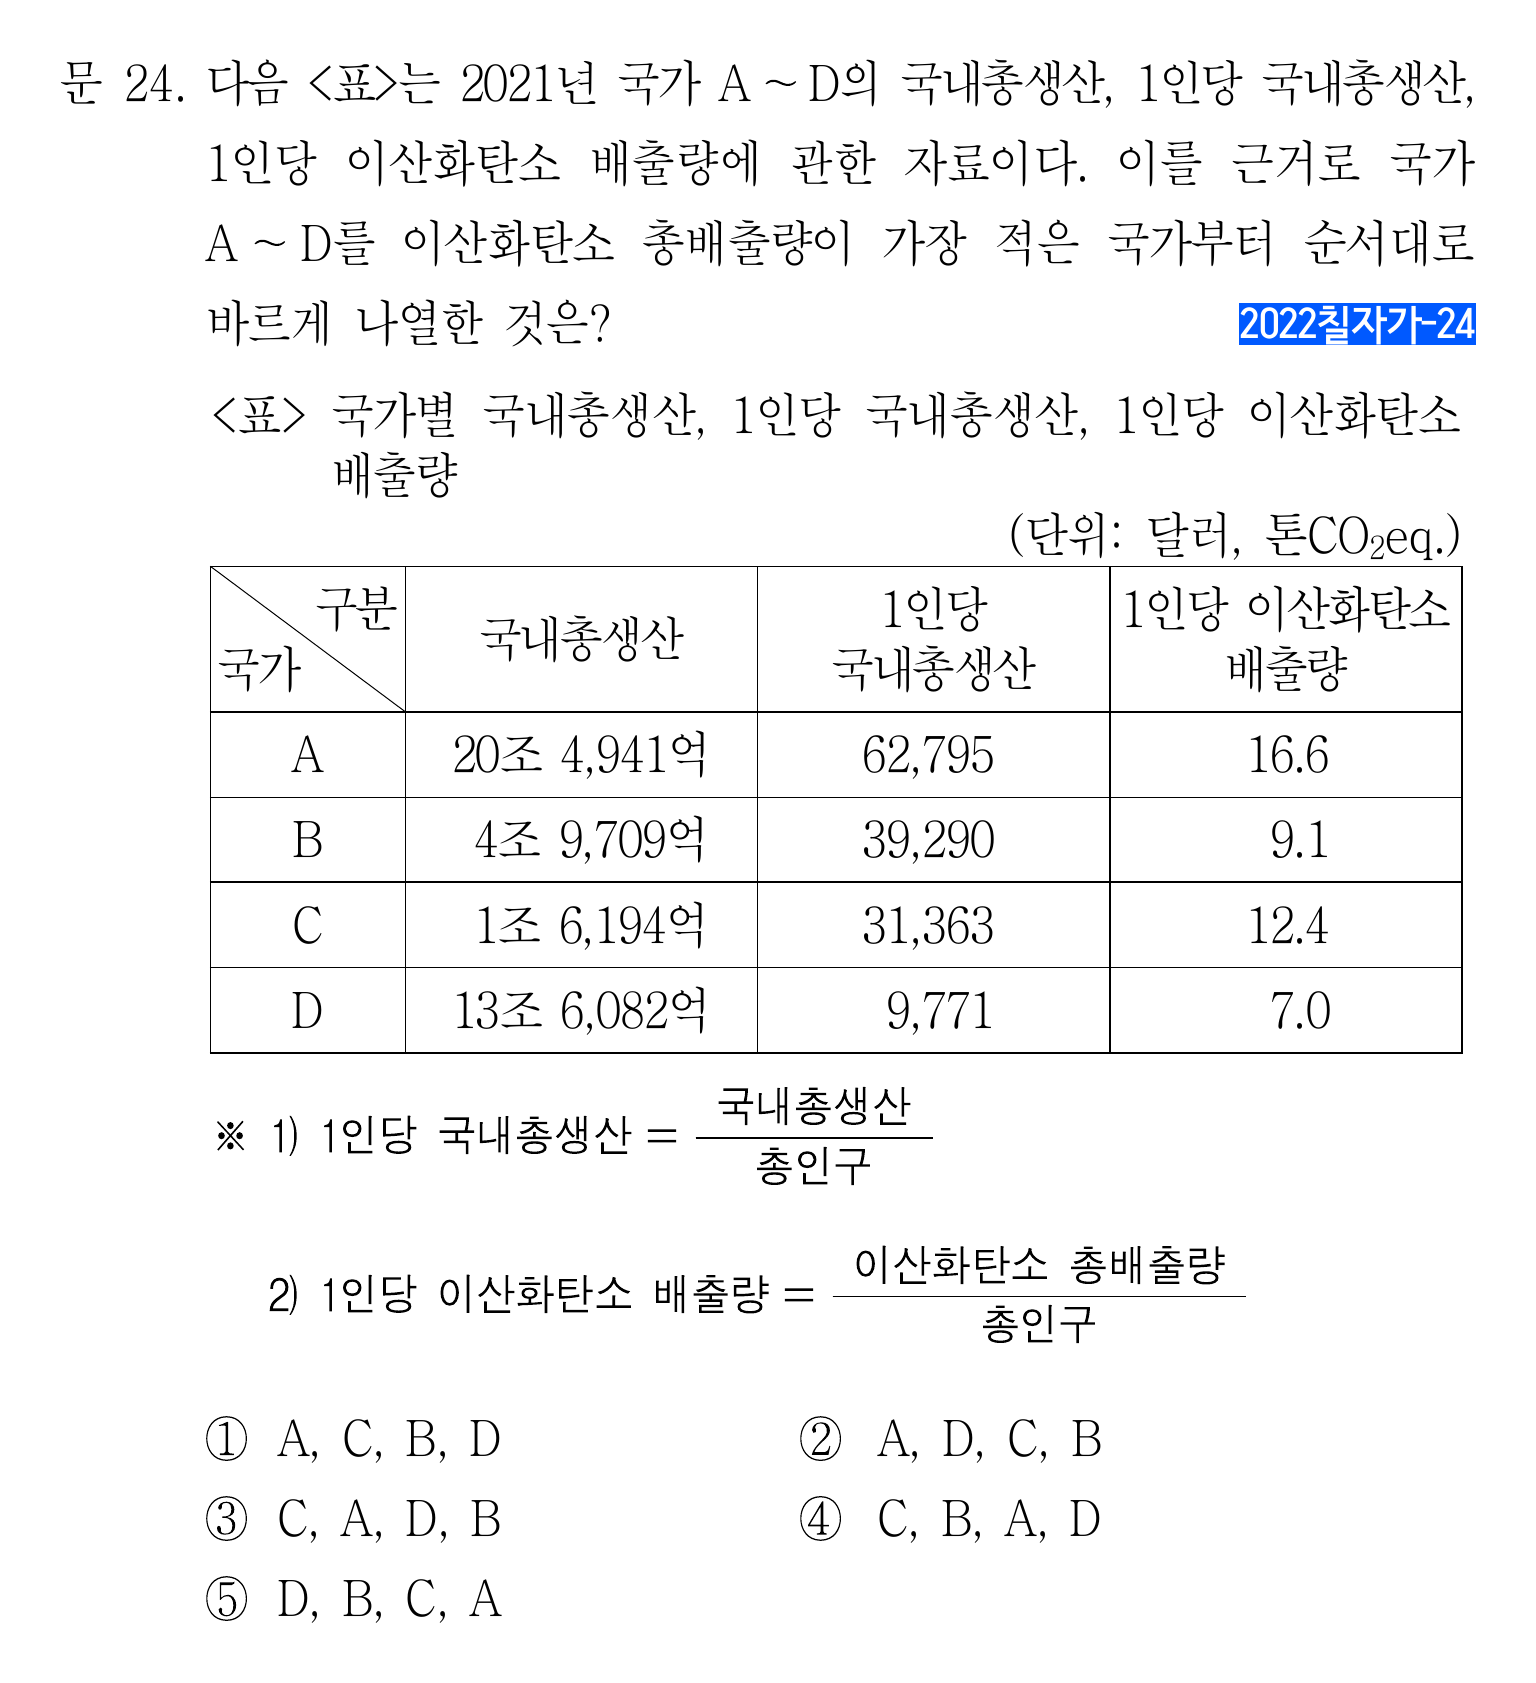 문 24. 다음 <표>는 2021년 국가 A ~ D의 국내총생산, 1인당 국내총생산,
1인당 이산화탄소 배출량에 관한 자료이다. 이를 근거로 국가
A ~ D를 이산화탄소 총배출량이 가장 적은 국가부터 순서대로
바르게 나열한 것은?
2022칠자가-24
<표> 국가별 국내총생산, 1인당 국내총생산, 1인당 이산화탄소
배출량
(단위: 달러, 톤CO₂eq.)
구분
국가
국내총생산
1인당
국내총생산
1인당 이산화탄소
배출량
A 20조 4,941억 62,795 16.6
B 4조 9,709억 39,290 9.1
C 1조 6,194억 31,363 12.4
D 13조 6,082억 9,771 7.0
※ 1) 1인당 국내총생산 = 국내총생산
총인구
2) 1인당 이산화탄소 배출량 = 이산화탄소 총배출량
총인구
① A, C, B, D ② A, D, C, B
③ C, A, D, B ④ C, B, A, D
⑤ D, B, C, A